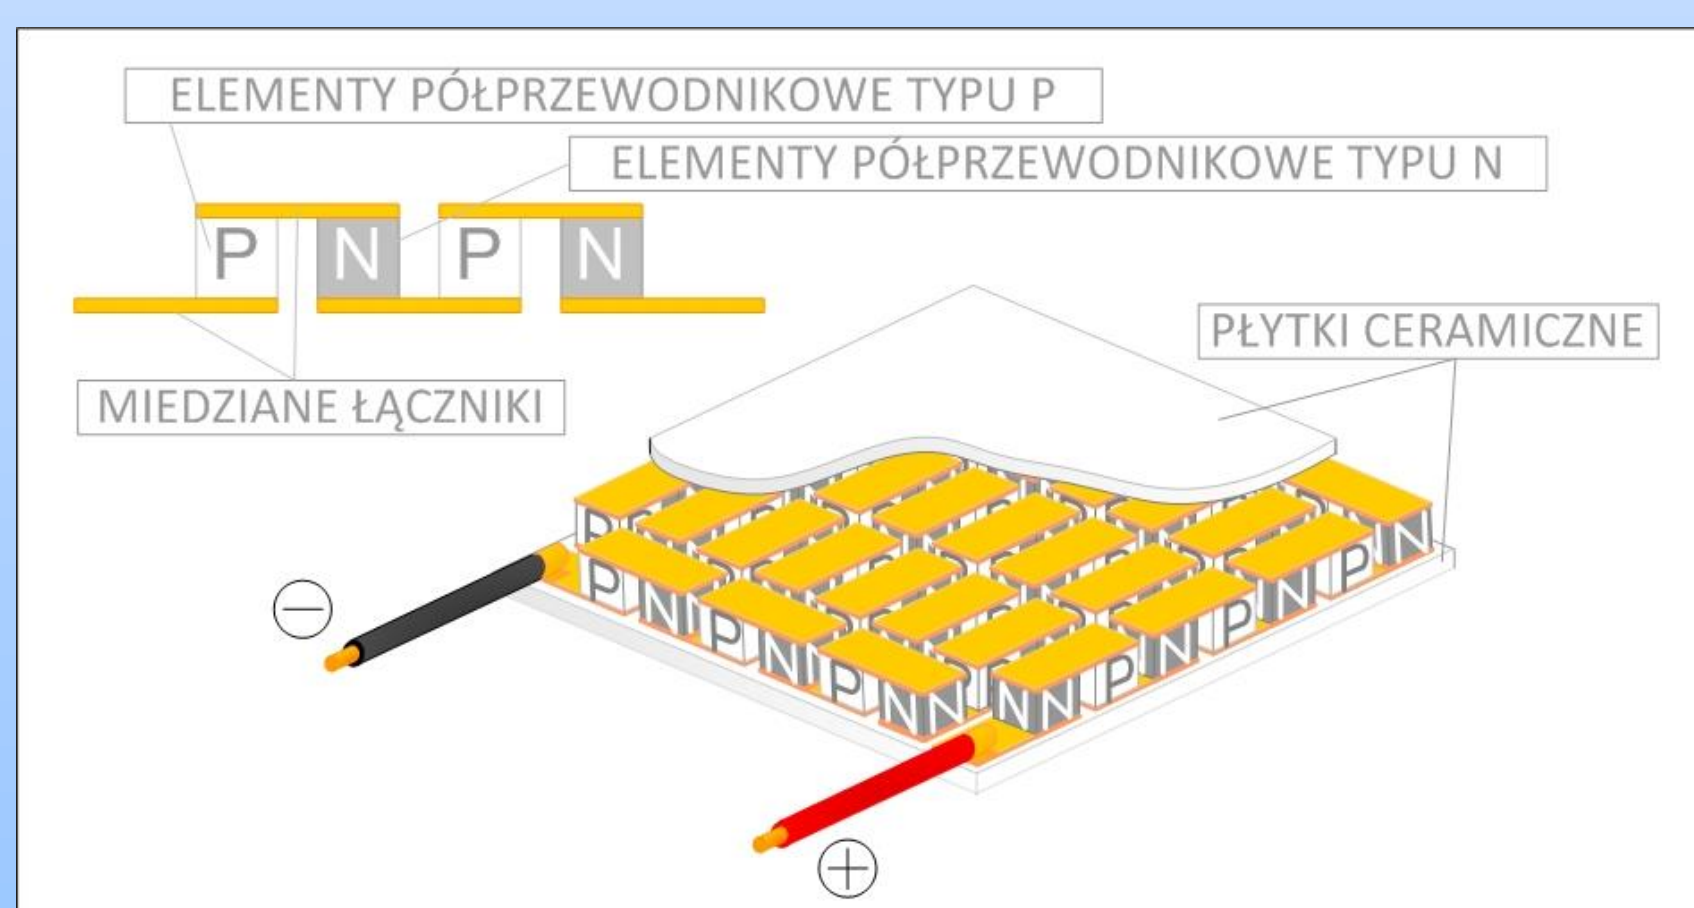 ELEMENTY PÓŁPRZEWODNIKOWE TYPU P
ELEMENTY PÓŁPRZEWODNIKOWE TYPU N
P N P N
PŁYTKI CERAMICZNE
MIEDZIANE ŁĄCZNIKI
P N P N P N N N N P N P N P N